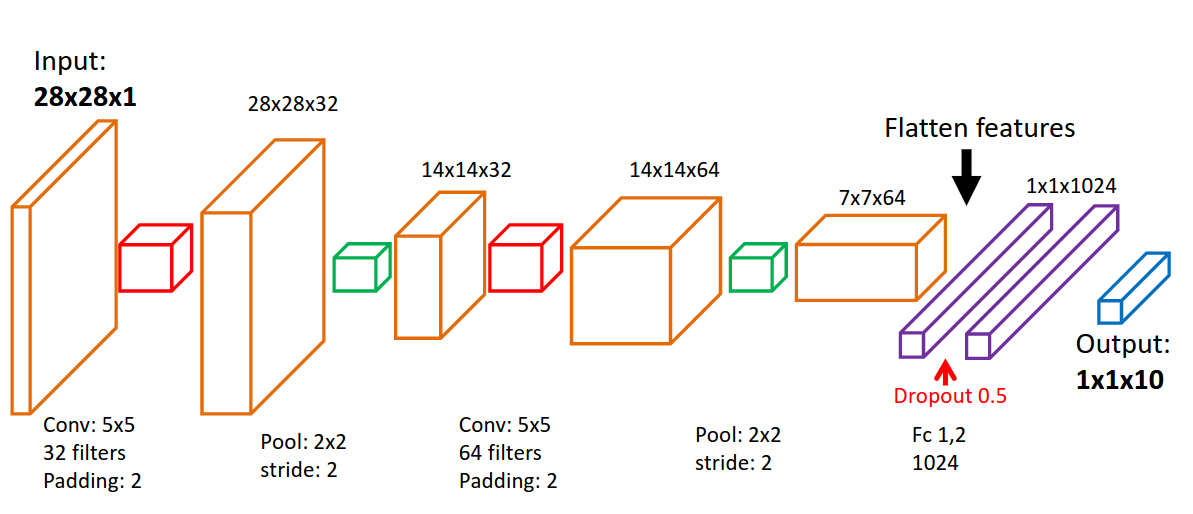 Input:
28x28x1
28x28x32
14x14x32
14x14x64
7x7x64
Flatten features
1x1x1024
Output:
1x1x10
Dropout 0.5
Conv: 5x5
32 filters
Padding: 2
Pool: 2x2
stride: 2
Conv: 5x5
64 filters
Padding: 2
Pool: 2x2
stride: 2
Fc 1,2
1024